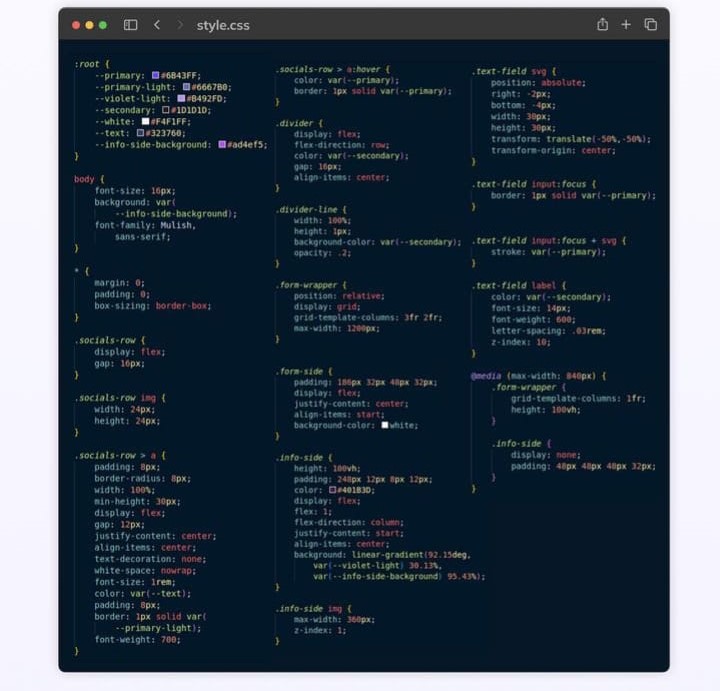 style.css
:root {
--primary: #6B43FF;
--primary-light: #6667B0;
--violet-light: #B492FD;
--secondary: #1D1D1D;
--white: #F4F1FF;
--text: #323760;
--info-side-background: #ad4ef5;
}
body {
font-size: 16px;
background: var(
--info-side-background);
font-family: Mulish,
sans-serif;
}
* {
margin: 0;
padding: 0;
box-sizing: border-box;
}
.socials-row {
display: flex;
gap: 16px;
}
.socials-row img {
width: 24px;
height: 24px;
}
.socials-row > a {
padding: 8px;
border-radius: 8px;
width: 100%;
min-height: 30px;
display: flex;
gap: 12px;
justify-content: center;
align-items: center;
text-decoration: none;
white-space: nowrap;
font-size: 1rem;
color: var(--text);
padding: 8px;
border: 1px solid var(
--primary-light);
font-weight: 700;
}
.socials-row > a:hover {
color: var(--primary);
border: 1px solid var(--primary);
}
.divider {
display: flex;
flex-direction: row;
color: var(--secondary);
gap: 16px;
align-items: center;
}
.divider-line {
width: 100%;
height: 1px;
background-color: var(--secondary);
opacity: .2;
}
.form-wrapper {
position: relative;
display: grid;
grid-template-columns: 3fr 2fr;
max-width: 1200px;
}
.form-side {
padding: 186px 32px 48px 32px;
display: flex;
justify-content: center;
align-items: start;
background-color: white;
}
.info-side {
height: 100vh;
padding: 248px 12px 8px 12px;
color: #401B3D;
display: flex;
flex: 1;
flex-direction: column;
justify-content: start;
align-items: center;
background: linear-gradient(92.15deg,
var(--violet-light) 30.13%,
var(--info-side-background) 95.43%);
}
.info-side img {
max-width: 360px;
z-index: 1;
}
.text-field svg {
position: absolute;
right: -2px;
bottom: -4px;
width: 30px;
height: 30px;
transform: translate(-50%,-50%);
transform-origin: center;
}
.text-field input:focus {
border: 1px solid var(--primary);
}
.text-field input:focus + svg {
stroke: var(--primary);
}
.text-field label {
color: var(--secondary);
font-size: 14px;
font-weight: 600;
letter-spacing: .03rem;
z-index: 10;
}
@media (max-width: 840px) {
.form-wrapper {
grid-template-columns: 1fr;
height: 100vh;
}
.info-side {
display: none;
padding: 48px 48px 48px 32px;
}
}